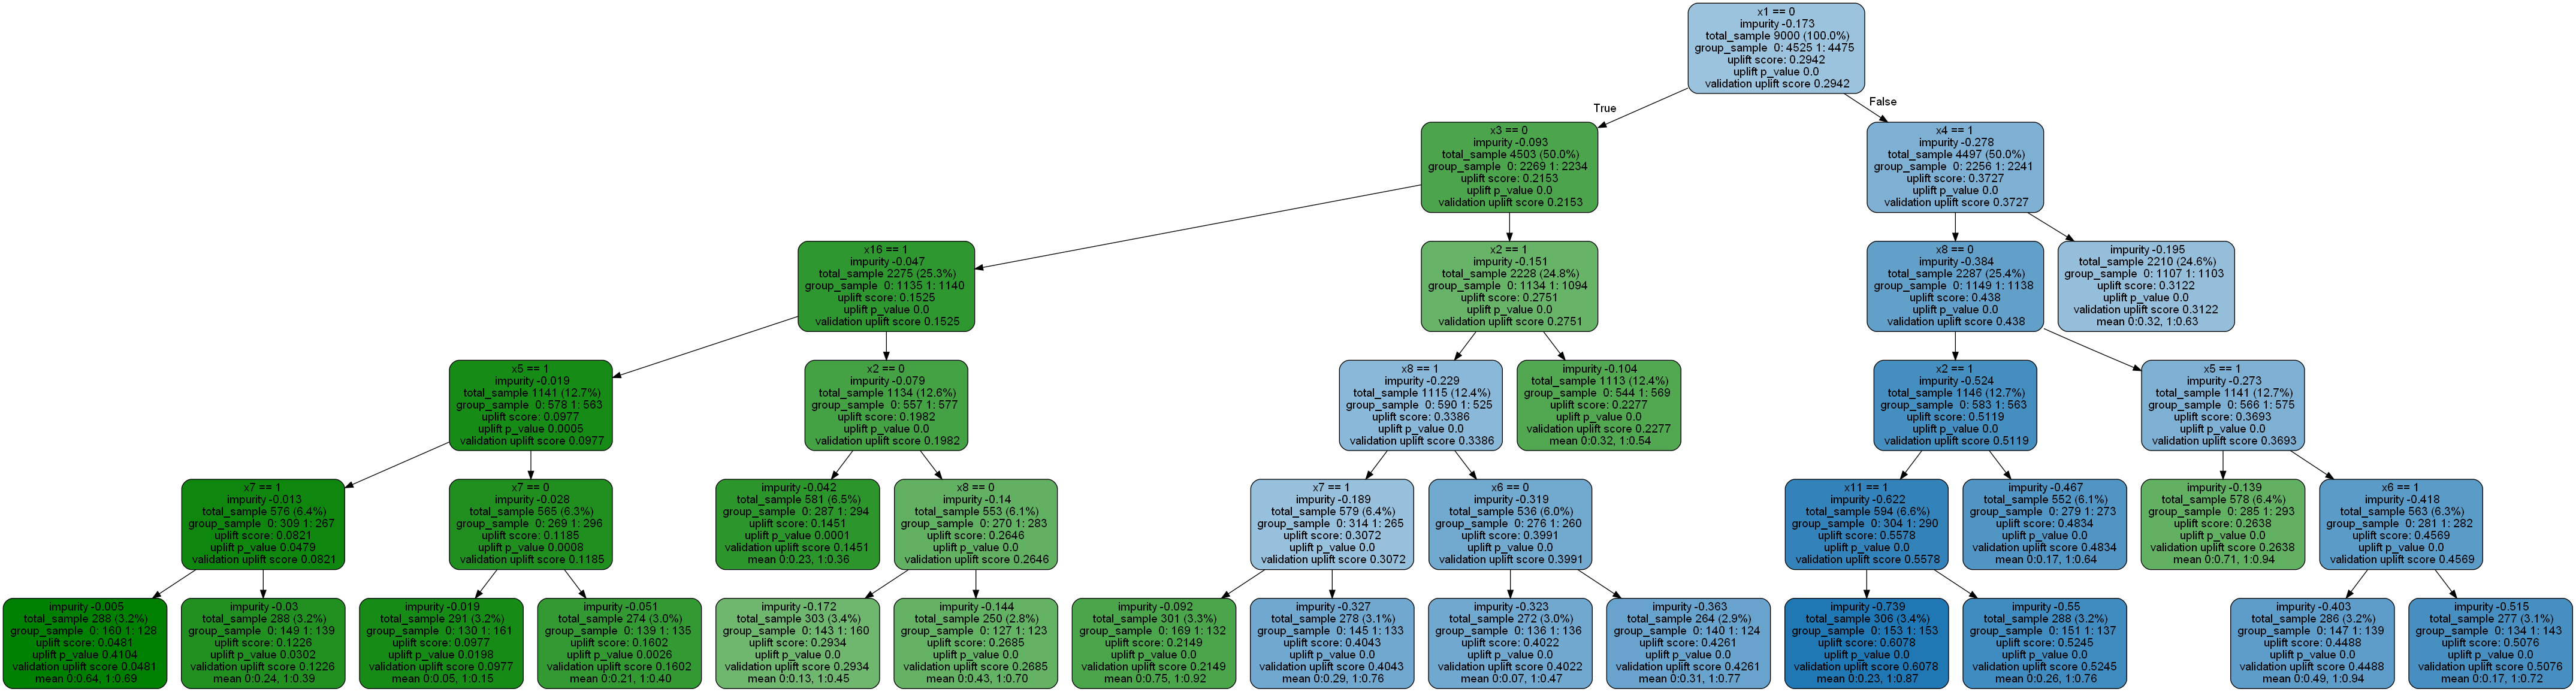 x1 == 0
impurity -0.173
total_sample 9000 (100.0%)
group_sample 0: 4525 1: 4475
uplift score: 0.2942
uplift p_value 0.0
validation uplift score 0.2942
True
False
x3 == 0
impurity -0.093
total_sample 4503 (50.0%)
group_sample 0: 2269 1: 2234
uplift score: 0.2153
uplift p_value 0.0
validation uplift score 0.2153
x4 == 1
impurity -0.278
total_sample 4497 (50.0%)
group_sample 0: 2256 1: 2241
uplift score: 0.3727
uplift p_value 0.0
validation uplift score 0.3727
x16 == 1
impurity -0.047
total_sample 2275 (25.3%)
group_sample 0: 1135 1: 1140
uplift score: 0.1525
uplift p_value 0.0
validation uplift score 0.1525
x2 == 1
impurity -0.151
total_sample 2228 (24.8%)
group_sample 0: 1134 1: 1094
uplift score: 0.2751
uplift p_value 0.0
validation uplift score 0.2751
x8 == 0
impurity -0.384
total_sample 2287 (25.4%)
group_sample 0: 1149 1: 1138
uplift score: 0.438
uplift p_value 0.0
validation uplift score 0.438
impurity -0.195
total_sample 2210 (24.6%)
group_sample 0: 1107 1: 1103
uplift score: 0.3122
uplift p_value 0.0
validation uplift score 0.3122
mean 0:0.32, 1:0.63
x5 == 1
impurity -0.019
total_sample 1141 (12.7%)
group_sample 0: 578 1: 563
uplift score: 0.0977
uplift p_value 0.0005
validation uplift score 0.0977
x2 == 0
impurity -0.079
total_sample 1134 (12.6%)
group_sample 0: 557 1: 577
uplift score: 0.1982
uplift p_value 0.0
validation uplift score 0.1982
x8 == 1
impurity -0.229
total_sample 1115 (12.4%)
group_sample 0: 590 1: 525
uplift score: 0.3386
uplift p_value 0.0
validation uplift score 0.3386
impurity -0.104
total_sample 1113 (12.4%)
group_sample 0: 544 1: 569
uplift score: 0.2277
uplift p_value 0.0
validation uplift score 0.2277
mean 0:0.32, 1:0.54
x2 == 1
impurity -0.524
total_sample 1146 (12.7%)
group_sample 0: 583 1: 563
uplift score: 0.5119
uplift p_value 0.0
validation uplift score 0.5119
x5 == 1
impurity -0.273
total_sample 1141 (12.7%)
group_sample 0: 566 1: 575
uplift score: 0.3693
uplift p_value 0.0
validation uplift score 0.3693
x7 == 1
impurity -0.013
total_sample 576 (6.4%)
group_sample 0: 309 1: 267
uplift score: 0.0821
uplift p_value 0.0479
validation uplift score 0.0821
x7 == 0
impurity -0.028
total_sample 565 (6.3%)
group_sample 0: 269 1: 296
uplift score: 0.1185
uplift p_value 0.0008
validation uplift score 0.1185
impurity -0.042
total_sample 581 (6.5%)
group_sample 0: 287 1: 294
uplift score: 0.1451
uplift p_value 0.0001
validation uplift score 0.1451
mean 0:0.23, 1:0.36
x8 == 0
impurity -0.14
total_sample 553 (6.1%)
group_sample 0: 270 1: 283
uplift score: 0.2646
uplift p_value 0.0
validation uplift score 0.2646
x7 == 1
impurity -0.189
total_sample 579 (6.4%)
group_sample 0: 314 1: 265
uplift score: 0.3072
uplift p_value 0.0
validation uplift score 0.3072
x6 == 0
impurity -0.319
total_sample 536 (6.0%)
group_sample 0: 276 1: 260
uplift score: 0.3991
uplift p_value 0.0
validation uplift score 0.3991
x11 == 1
impurity -0.622
total_sample 594 (6.6%)
group_sample 0: 304 1: 290
uplift score: 0.5578
uplift p_value 0.0
validation uplift score 0.5578
impurity -0.467
total_sample 552 (6.1%)
group_sample 0: 279 1: 273
uplift score: 0.4834
uplift p_value 0.0
validation uplift score 0.4834
mean 0:0.17, 1:0.64
impurity -0.139
total_sample 578 (6.4%)
group_sample 0: 285 1: 293
uplift score: 0.2638
uplift p_value 0.0
validation uplift score 0.2638
mean 0:0.71, 1:0.94
x6 == 1
impurity -0.418
total_sample 563 (6.3%)
group_sample 0: 281 1: 282
uplift score: 0.4569
uplift p_value 0.0
validation uplift score 0.4569
impurity -0.005
total_sample 288 (3.2%)
group_sample 0: 160 1: 128
uplift score: 0.0481
uplift p_value 0.4104
validation uplift score 0.0481
mean 0:0.64, 1:0.69
impurity -0.03
total_sample 288 (3.2%)
group_sample 0: 149 1: 139
uplift score: 0.1226
uplift p_value 0.0302
validation uplift score 0.1226
mean 0:0.24, 1:0.39
impurity -0.019
total_sample 291 (3.2%)
group_sample 0: 130 1: 161
uplift score: 0.0977
uplift p_value 0.0198
validation uplift score 0.0977
mean 0:0.05, 1:0.15
impurity -0.051
total_sample 274 (3.0%)
group_sample 0: 139 1: 135
uplift score: 0.1602
uplift p_value 0.0026
validation uplift score 0.1602
mean 0:0.21, 1:0.40
impurity -0.172
total_sample 303 (3.4%)
group_sample 0: 143 1: 160
uplift score: 0.2934
uplift p_value 0.0
validation uplift score 0.2934
mean 0:0.13, 1:0.45
impurity -0.144
total_sample 250 (2.8%)
group_sample 0: 127 1: 123
uplift score: 0.2685
uplift p_value 0.0
validation uplift score 0.2685
mean 0:0.43, 1:0.70
impurity -0.092
total_sample 301 (3.3%)
group_sample 0: 169 1: 132
uplift score: 0.2149
uplift p_value 0.0
validation uplift score 0.2149
mean 0:0.75, 1:0.92
impurity -0.327
total_sample 278 (3.1%)
group_sample 0: 145 1: 133
uplift score: 0.4043
uplift p_value 0.0
validation uplift score 0.4043
mean 0:0.29, 1:0.76
impurity -0.323
total_sample 272 (3.0%)
group_sample 0: 136 1: 136
uplift score: 0.4022
uplift p_value 0.0
validation uplift score 0.4022
mean 0:0.07, 1:0.47
impurity -0.363
total_sample 264 (2.9%)
group_sample 0: 140 1: 124
uplift score: 0.4261
uplift p_value 0.0
validation uplift score 0.4261
mean 0:0.31, 1:0.77
impurity -0.739
total_sample 306 (3.4%)
group_sample 0: 153 1: 153
uplift score: 0.6078
uplift p_value 0.0
validation uplift score 0.6078
mean 0:0.23, 1:0.87
impurity -0.55
total_sample 288 (3.2%)
group_sample 0: 151 1: 137
uplift score: 0.5245
uplift p_value 0.0
validation uplift score 0.5245
mean 0:0.26, 1:0.76
impurity -0.403
total_sample 286 (3.2%)
group_sample 0: 147 1: 139
uplift score: 0.4488
uplift p_value 0.0
validation uplift score 0.4488
mean 0:0.49, 1:0.94
impurity -0.515
total_sample 277 (3.1%)
group_sample 0: 134 1: 143
uplift score: 0.5076
uplift p_value 0.0
validation uplift score 0.5076
mean 0:0.17, 1:0.72